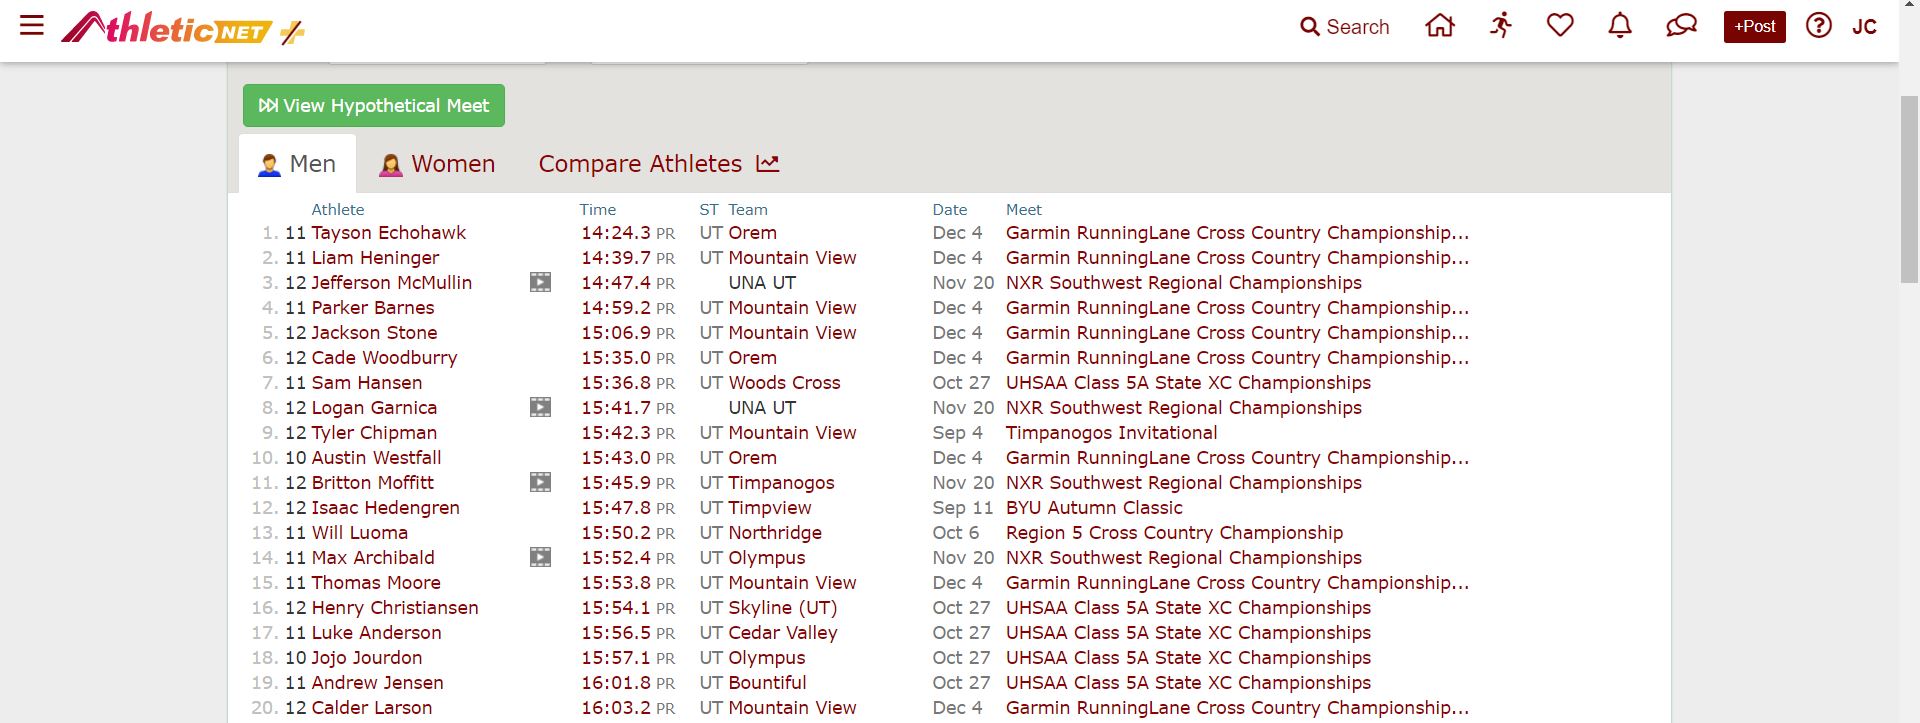 AthleticNET + Search +Post JC
View Hypothetical Meet
Men Women Compare Athletes
Athlete Time ST Team Date Meet
1. 11 Tayson Echohawk 14:24.3 PR UT Orem Dec 4 Garmin RunningLane Cross Country Championship...
2. 11 Liam Heninger 14:39.7 PR UT Mountain View Dec 4 Garmin RunningLane Cross Country Championship...
3. 12 Jefferson McMullin 14:47.4 PR UNA UT Nov 20 NXR Southwest Regional Championships
4. 11 Parker Barnes 14:59.2 PR UT Mountain View Dec 4 Garmin RunningLane Cross Country Championship...
5. 12 Jackson Stone 15:06.9 PR UT Mountain View Dec 4 Garmin RunningLane Cross Country Championship...
6. 12 Cade Woodburry 15:35.0 PR UT Orem Dec 4 Garmin RunningLane Cross Country Championship...
7. 11 Sam Hansen 15:36.8 PR UT Woods Cross Oct 27 UHSAA Class 5A State XC Championships
8. 12 Logan Garnica 15:41.7 PR UNA UT Nov 20 NXR Southwest Regional Championships
9. 12 Tyler Chipman 15:42.3 PR UT Mountain View Sep 4 Timpanogos Invitational
10. 10 Austin Westfall 15:43.0 PR UT Orem Dec 4 Garmin RunningLane Cross Country Championship...
11. 12 Britton Moffitt 15:45.9 PR UT Timpanogos Nov 20 NXR Southwest Regional Championships
12. 12 Isaac Hedengren 15:47.8 PR UT Timpview Sep 11 BYU Autumn Classic
13. 11 Will Luoma 15:50.2 PR UT Northridge Oct 6 Region 5 Cross Country Championship
14. 11 Max Archibald 15:52.4 PR UT Olympus Nov 20 NXR Southwest Regional Championships
15. 11 Thomas Moore 15:53.8 PR UT Mountain View Dec 4 Garmin RunningLane Cross Country Championship...
16. 12 Henry Christiansen 15:54.1 PR UT Skyline (UT) Oct 27 UHSAA Class 5A State XC Championships
17. 11 Luke Anderson 15:56.5 PR UT Cedar Valley Oct 27 UHSAA Class 5A State XC Championships
18. 10 Jojo Jourdon 15:57.1 PR UT Olympus Oct 27 UHSAA Class 5A State XC Championships
19. 11 Andrew Jensen 16:01.8 PR UT Bountiful Oct 27 UHSAA Class 5A State XC Championships
20. 12 Calder Larson 16:03.2 PR UT Mountain View Dec 4 Garmin RunningLane Cross Country Championship...